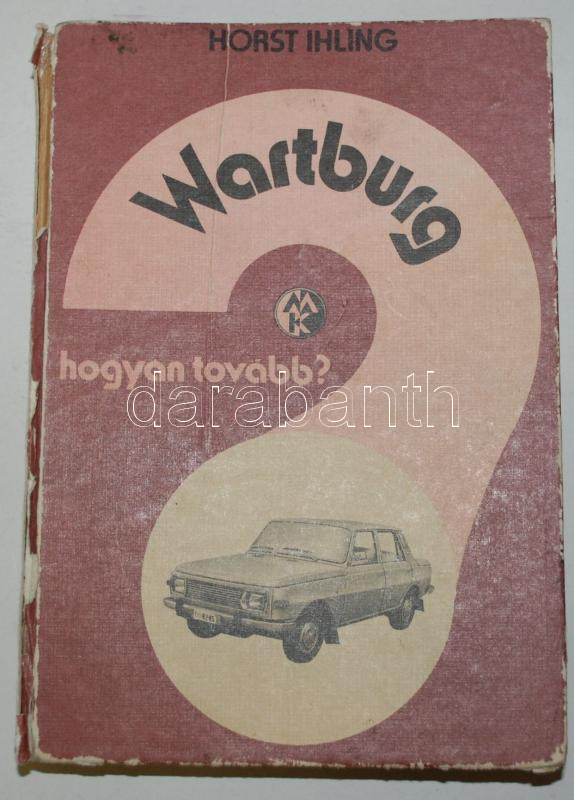 HORST IHLING
Wartburg
MK
hogyan tovább?
darabanth